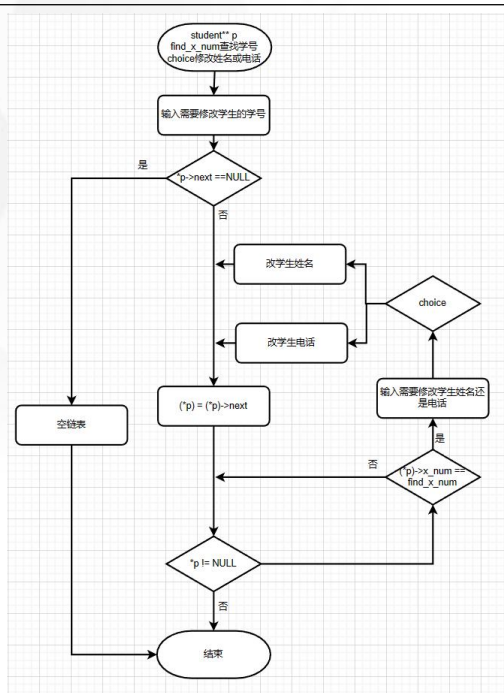 student** p
find_x_num查找学号
choice修改姓名或电话
输入需要修改学生的学号
是
*p->next ==NULL
否
改学生姓名
choice
改学生电话
输入需要修改学生姓名还
是电话
(*p) = (*p)->next
空链表
是
否
(*p)->x_num ==
find_x_num
*p != NULL
否
结束